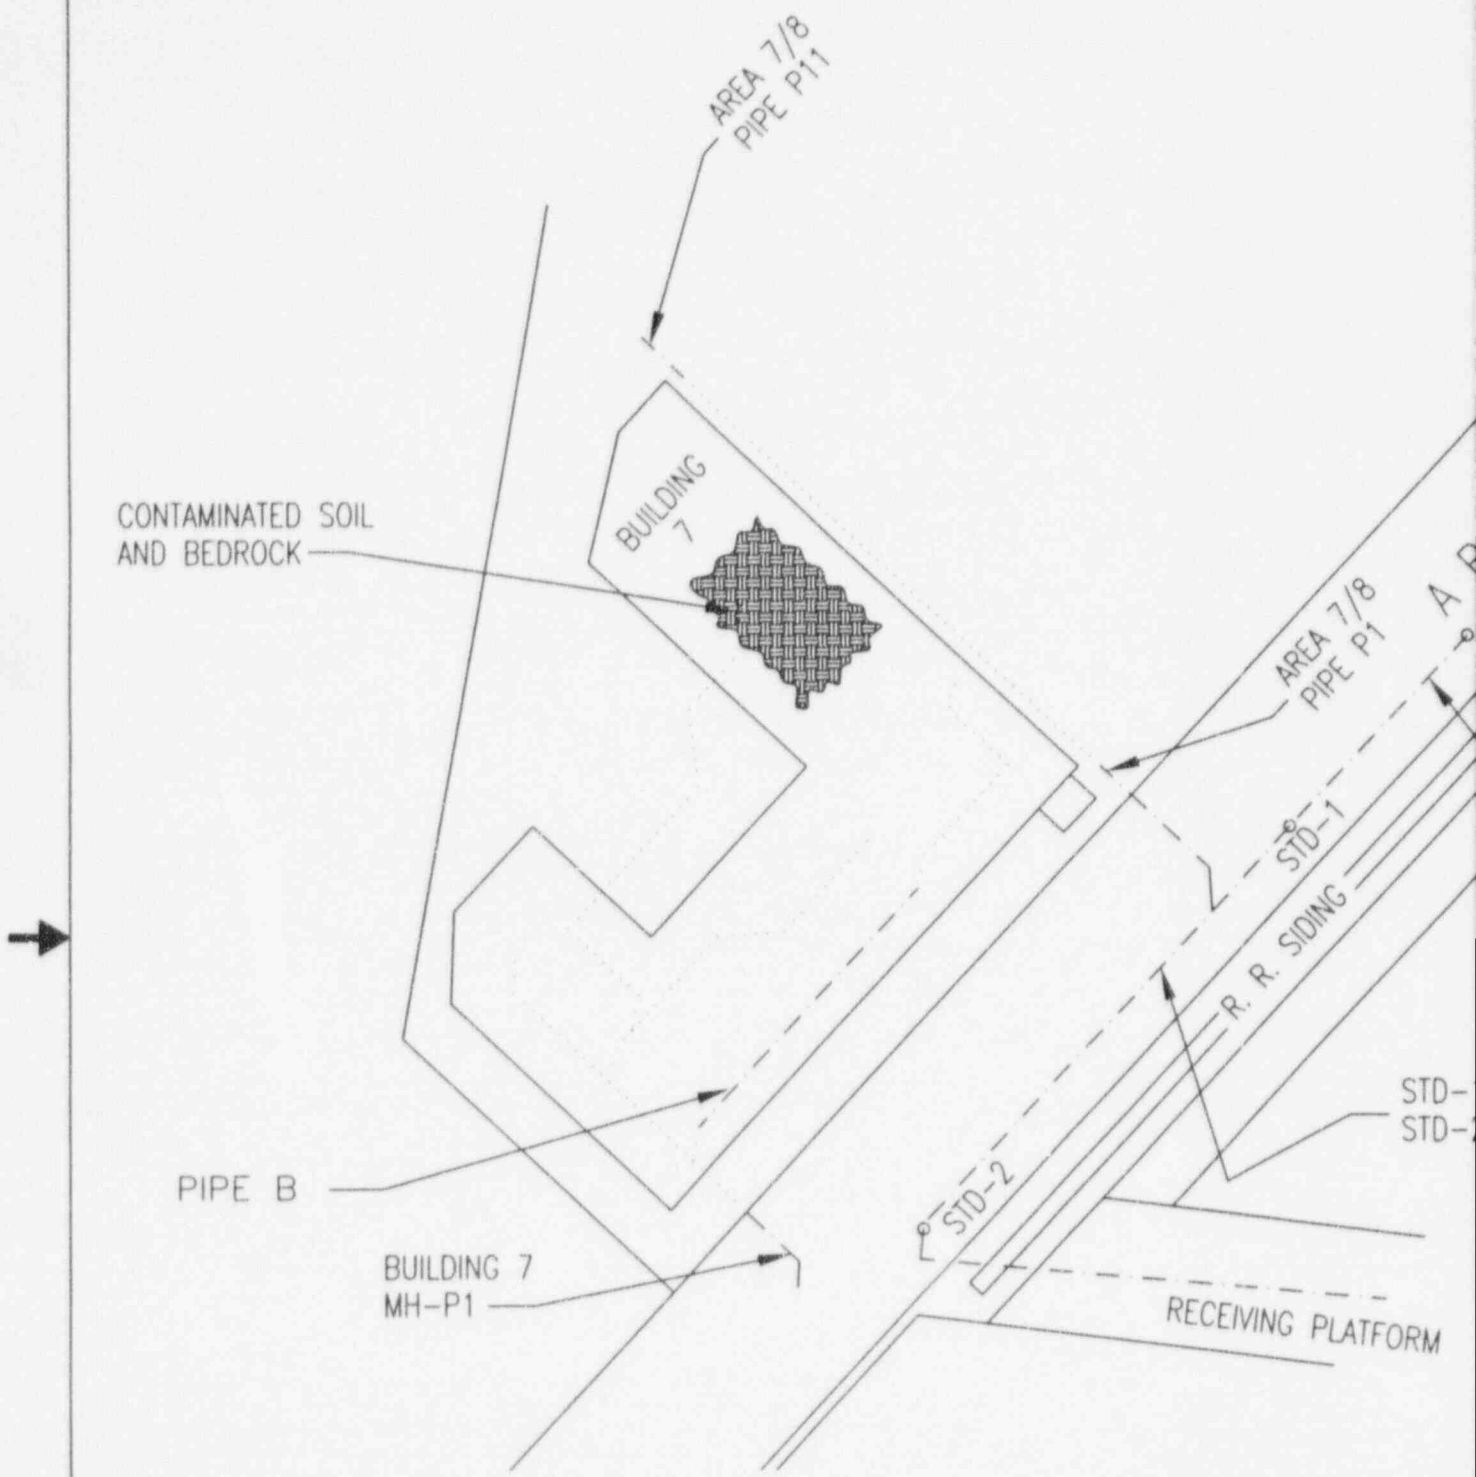 AREA 7/8
PIPE P11
CONTAMINATED SOIL
AND BEDROCK
BUILDING
7
AREA 7/8
PIPE P1
A
STD-1
R. R. SIDING
STD-
STD-2
STD-2
PIPE B
BUILDING 7
MH-P1
RECEIVING PLATFORM